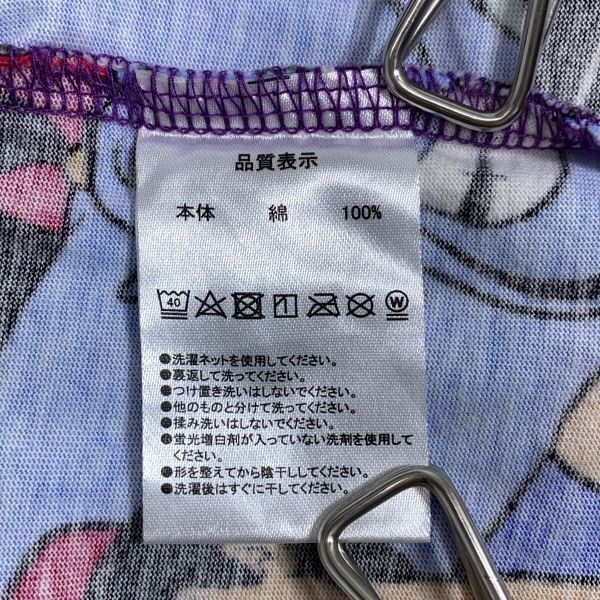 品質表示
本体 綿 100%
40 W
●洗濯ネットを使用してください。
●裏返して洗ってください。
●つけ置き洗いはしないでください。
●他のものと分けて洗ってください。
●揉み洗いはしないでください。
●蛍光増白剤が入っていない洗剤を使用して
ください。
●形を整えてから陰干ししてください。
●洗濯後はすぐに干してください。